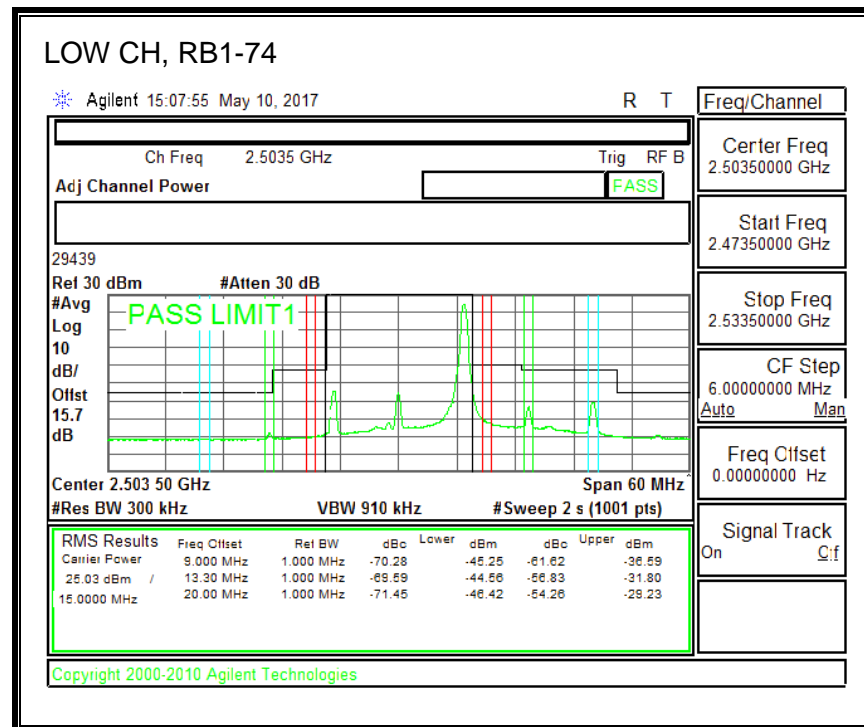 LOW CH, RB1-74
Agilent 15:07:55 May 10, 2017 R T
Freq/Channel
Ch Freq 2.5035 GHz Trig RF B
Adj Channel Power PASS
Center Freq
2.50350000 GHz
Start Freq
2.47350000 GHz
Stop Freq
2.53350000 GHz
CF Step
6.00000000 MHz
Auto Man
Freq Offset
0.00000000 Hz
Signal Track
On Off
29439
Ref 30 dBm #Atten 30 dB
#Avg
Log
10
dB/
Offst
15.7
dB
PASS LIMIT1
Center 2.503 50 GHz Span 60 MHz
#Res BW 300 kHz VBW 910 kHz #Sweep 2 s (1001 pts)
RMS Results Freq Offset Ref BW dBc Lower dBm dBc Upper dBm
Carrier Power 9.000 MHz 1.000 MHz -70.28 -45.25 -61.62 -36.59
25.03 dBm / 13.30 MHz 1.000 MHz -69.59 -44.56 -56.83 -31.80
15.0000 MHz 20.00 MHz 1.000 MHz -71.45 -46.42 -54.26 -29.23
Copyright 2000-2010 Agilent Technologies